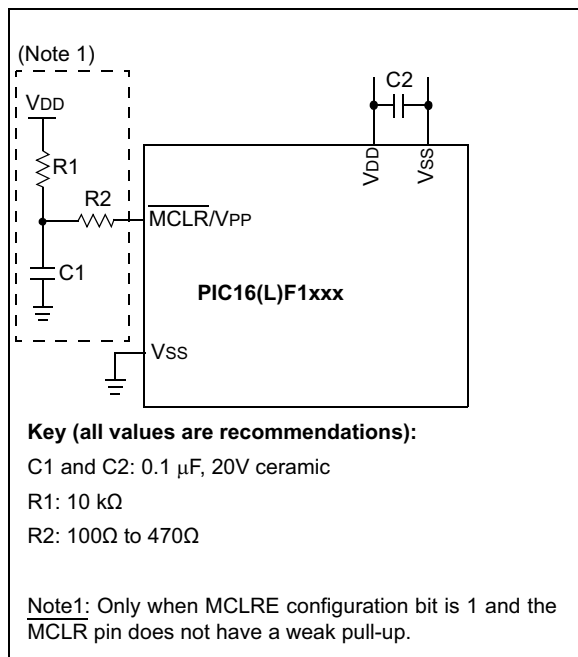 (Note 1)
VDD
R1
R2
C1
C2
VDD
VSS
MCLR/VPP
PIC16(L)F1xxx
VSS
Key (all values are recommendations):
C1 and C2: 0.1 μF, 20V ceramic
R1: 10 kΩ
R2: 100Ω to 470Ω
Note1: Only when MCLRE configuration bit is 1 and the
MCLR pin does not have a weak pull-up.